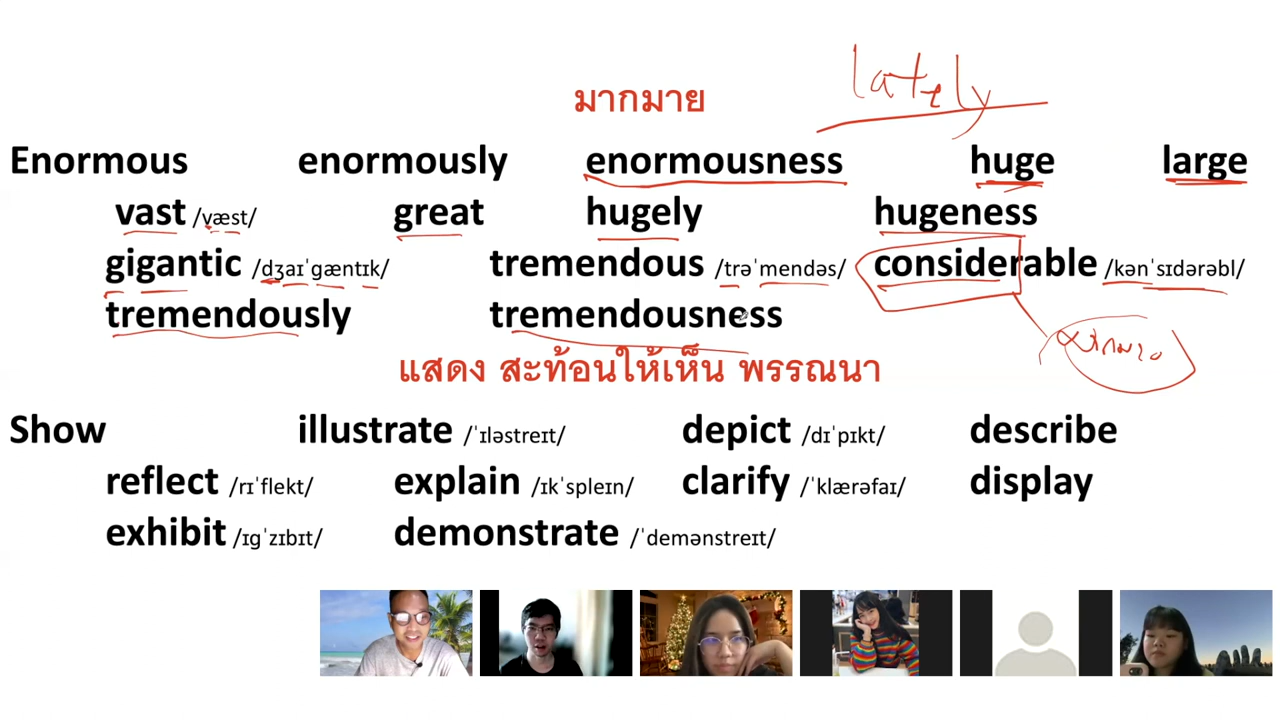 lately
มากมาย
Enormous enormously enormousness huge large
vast /væst/ great hugely hugeness
gigantic /dʒaɪˈɡæntɪk/ tremendous /trəˈmendəs/ considerable /kənˈsɪdərəbl/
tremendously tremendousness
แสดง สะท้อนให้เห็น พรรณนา
Show illustrate /ˈɪləstreɪt/ depict /dɪˈpɪkt/ describe
reflect /rɪˈflekt/ explain /ɪkˈspleɪn/ clarify /ˈklærəfaɪ/ display
exhibit /ɪɡˈzɪbɪt/ demonstrate /ˈdemənstreɪt/